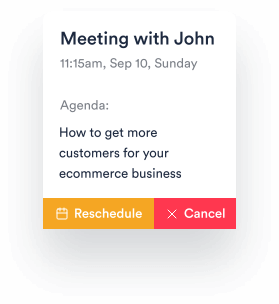 Meeting with John
11:15am, Sep 10, Sunday
Agenda:
How to get more
customers for your
ecommerce business
Reschedule
Cancel